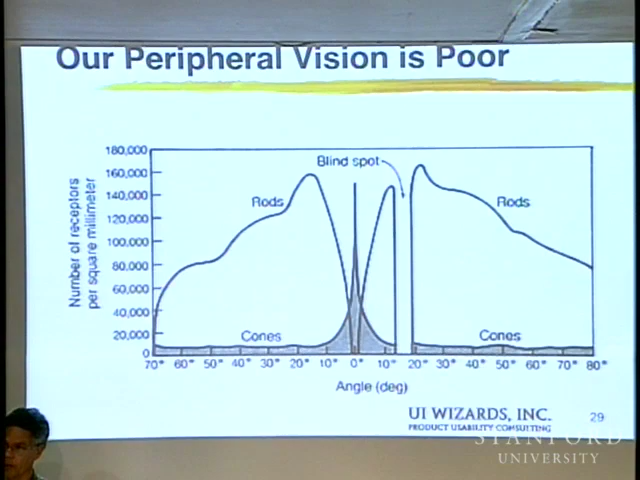 Our Peripheral Vision is Poor
Number of receptors
per square millimeter
180,000
160,000
140,000
120,000
100,000
80,000
60,000
40,000
20,000
0
Blind spot
Rods
Rods
Cones
Cones
70° 60° 50° 40° 30° 20° 10° 0° 10° 20° 30° 40° 50° 60° 70° 80°
Angle (deg)
UI WIZARDS, INC.
PRODUCT USABILITY CONSULTING
29
STANFORD
UNIVERSITY